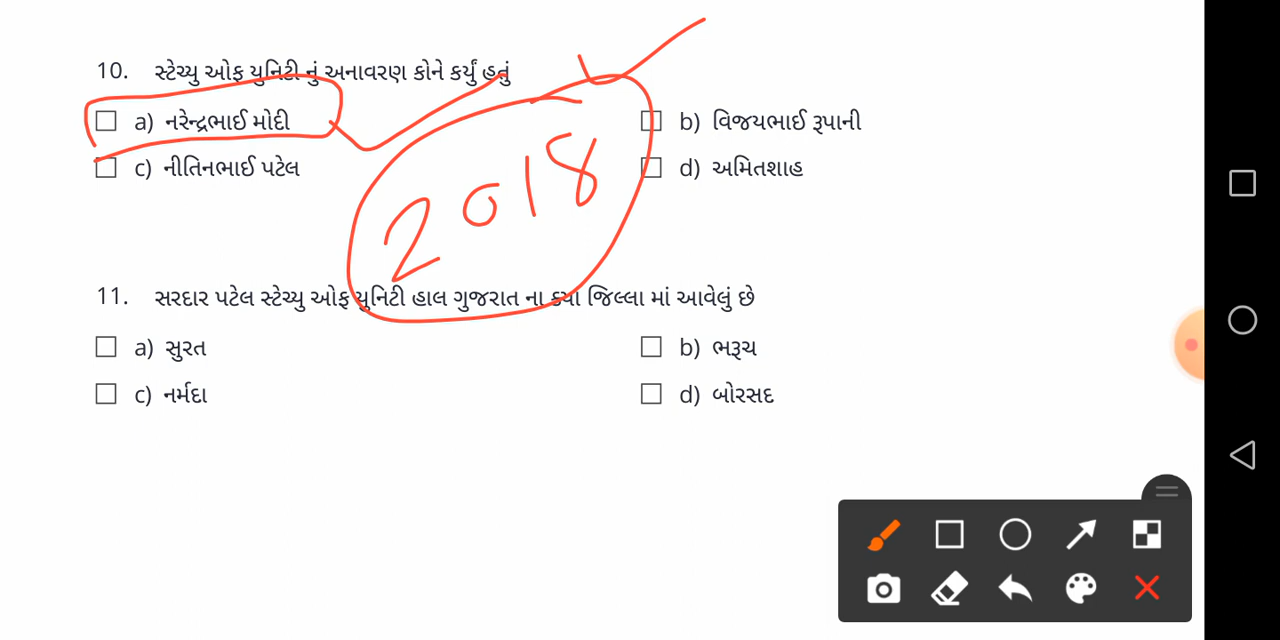 10. સ્ટેચ્યુ ઓફ યુનિટી નું અનાવરણ કોને કર્યું હતું
a) નરેન્દ્રભાઈ મોદી b) વિજયભાઈ રૂપાની
c) નીતિનભાઈ પટેલ d) અમિતશાહ
2018
11. સરદાર પટેલ સ્ટેચ્યુ ઓફ યુનિટી હાલ ગુજરાત ના કયા જિલ્લા માં આવેલું છે
a) સુરત b) ભરૂચ
c) નર્મદા d) બોરસદ